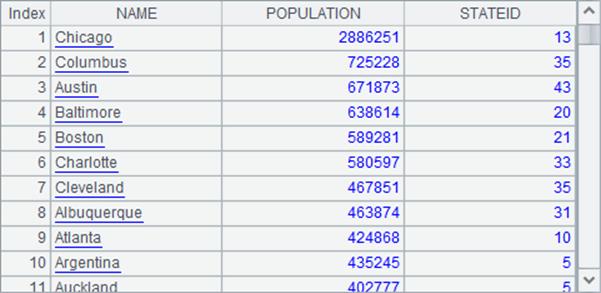 Index NAME POPULATION STATEID
1 Chicago 2886251 13
2 Columbus 725228 35
3 Austin 671873 43
4 Baltimore 638614 20
5 Boston 589281 21
6 Charlotte 580597 33
7 Cleveland 467851 35
8 Albuquerque 463874 31
9 Atlanta 424868 10
10 Argentina 435245 5
11 Auckland 402777 5